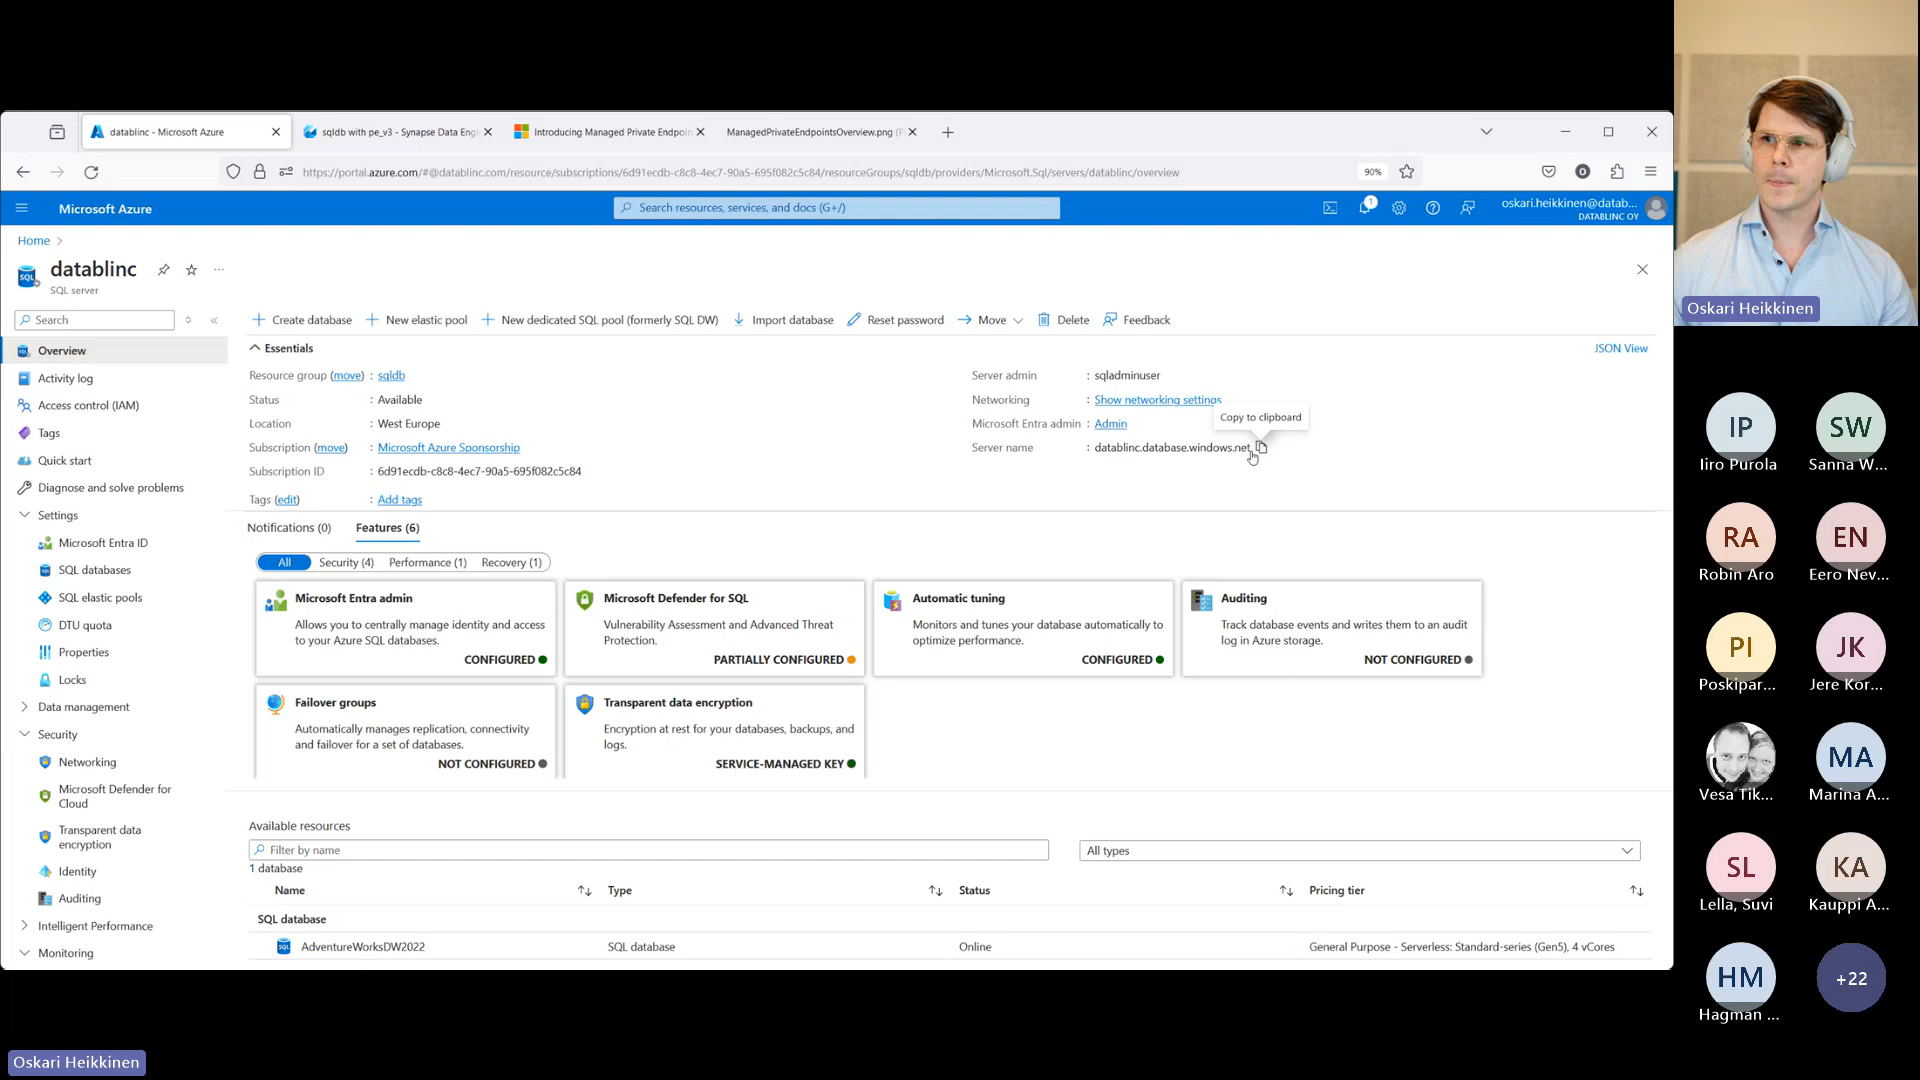 datablinc - Microsoft Azure
sqldb with pe_v3 - Synapse Data Eng
Introducing Managed Private Endpoin
ManagedPrivateEndpointsOverview.png (P
https://portal.azure.com/#@datablinc.com/resource/subscriptions/6d91ecdb-c8c8-4ec7-90a5-695f082c5c84/resourceGroups/sqldb/providers/Microsoft.Sql/servers/datablinc/overview
90%
O
Microsoft Azure
Search resources, services, and docs (G+/)
1
oskari.heikkinen@datab...
DATABLINC OY
Home
datablinc
SQL server
SQL
Search
Create database
New elastic pool
New dedicated SQL pool (formerly SQL DW)
Import database
Reset password
Move
Delete
Feedback
Overview
Activity log
Access control (IAM)
Tags
Quick start
Diagnose and solve problems
Settings
Microsoft Entra ID
SQL databases
SQL elastic pools
DTU quota
Properties
Locks
Data management
Security
Networking
Microsoft Defender for
Cloud
Transparent data
encryption
Identity
Auditing
Intelligent Performance
Monitoring
Essentials
JSON View
Resource group (move) : sqldb
Status : Available
Location : West Europe
Subscription (move) : Microsoft Azure Sponsorship
Subscription ID : 6d91ecdb-c8c8-4ec7-90a5-695f082c5c84
Tags (edit) : Add tags
Server admin : sqladminuser
Networking : Show networking settings
Microsoft Entra admin : Admin
Server name : datablinc.database.windows.net
Copy to clipboard
Notifications (0)
Features (6)
All
Security (4)
Performance (1)
Recovery (1)
Microsoft Entra admin
Allows you to centrally manage identity and access
to your Azure SQL databases.
CONFIGURED
Microsoft Defender for SQL
Vulnerability Assessment and Advanced Threat
Protection.
PARTIALLY CONFIGURED
Automatic tuning
Monitors and tunes your database automatically to
optimize performance.
CONFIGURED
Auditing
Track database events and writes them to an audit
log in Azure storage.
NOT CONFIGURED
Failover groups
Automatically manages replication, connectivity
and failover for a set of databases.
NOT CONFIGURED
Transparent data encryption
Encryption at rest for your databases, backups, and
logs.
SERVICE-MANAGED KEY
Available resources
Filter by name
All types
1 database
Name
Type
Status
Pricing tier
SQL database
AdventureWorksDW2022
SQL database
Online
General Purpose - Serverless: Standard-series (Gen5), 4 vCores
Oskari Heikkinen
IP
Iiro Purola
SW
Sanna W...
RA
Robin Aro
EN
Eero Nev...
PI
Poskipar...
JK
Jere Kor...
Vesa Tik...
MA
Marina A...
SL
Lella, Suvi
KA
Kauppi A...
HM
Hagman ...
+22
Oskari Heikkinen